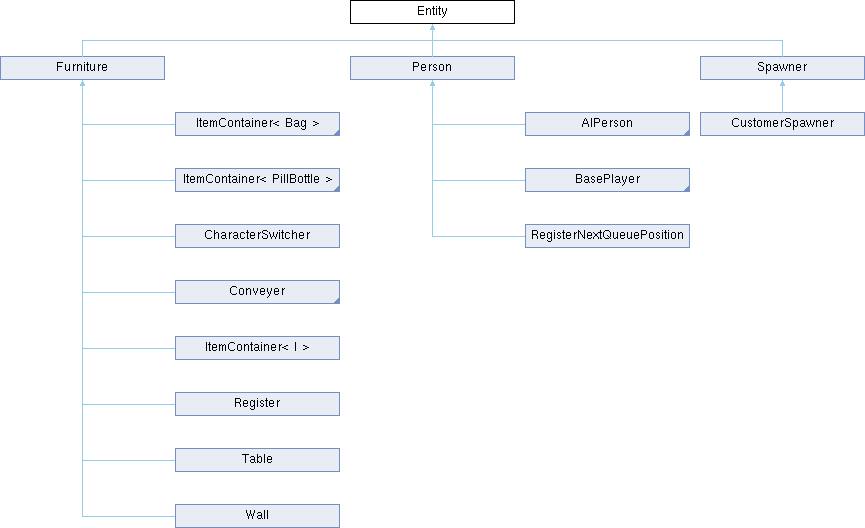 Entity
Furniture
Person
Spawner
ItemContainer< Bag >
AIPerson
CustomerSpawner
ItemContainer< PillBottle >
BasePlayer
CharacterSwitcher
RegisterNextQueuePosition
Conveyer
ItemContainer< I >
Register
Table
Wall